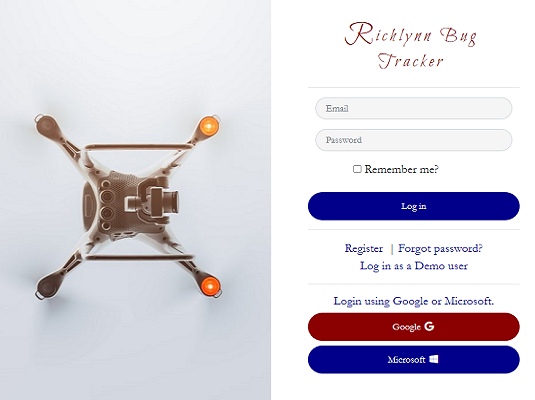 Richlynn Bug
Tracker
Email
Password
Remember me?
Log in
Register | Forgot password?
Log in as a Demo user
Login using Google or Microsoft.
Google G
Microsoft